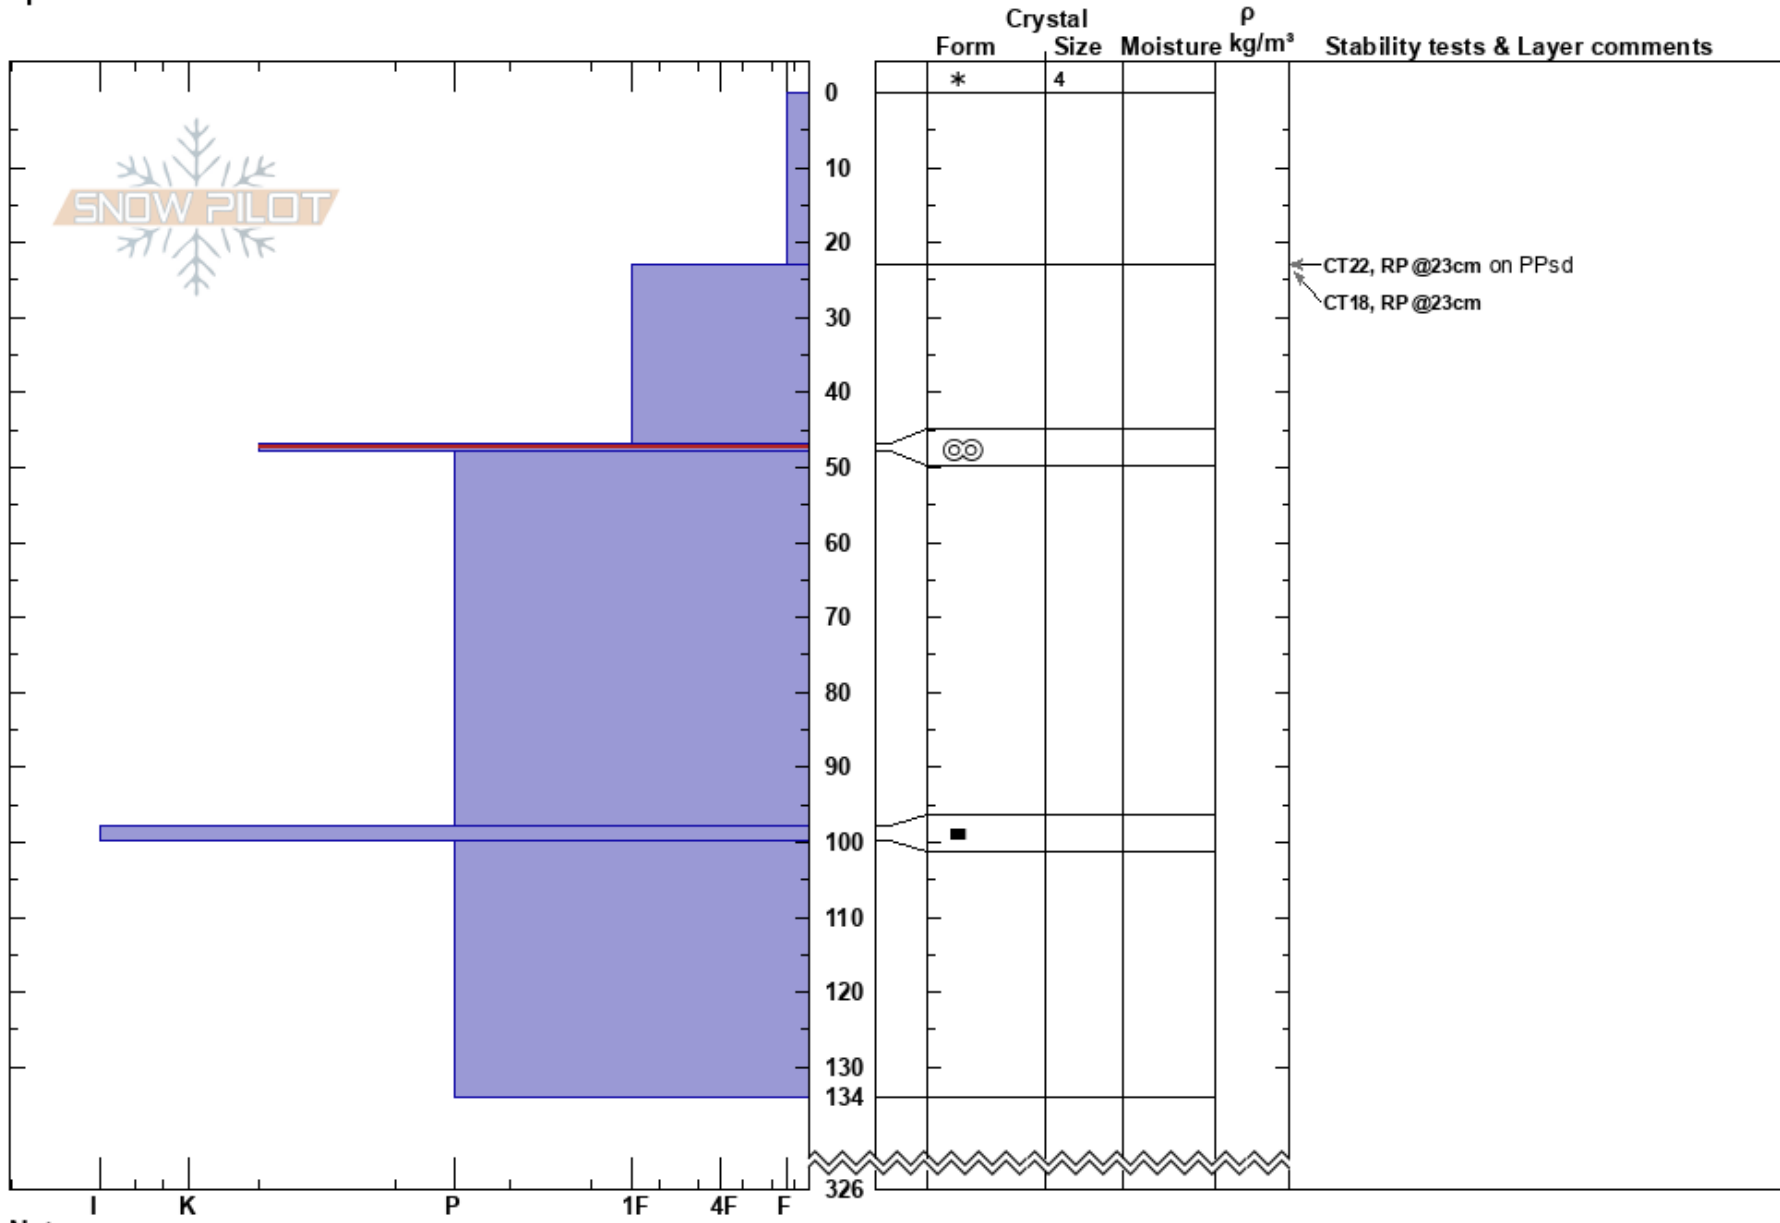 Crystal
ρ
Form Size Moisture kg/m³ Stability tests & Layer comments
4
0
10
SNOW PILOT
20
CT22, RP @23cm on PPsd
CT18, RP @23cm
30
40
50
60
70
80
90
100
110
120
130
134
326
I K P 1F 4F F